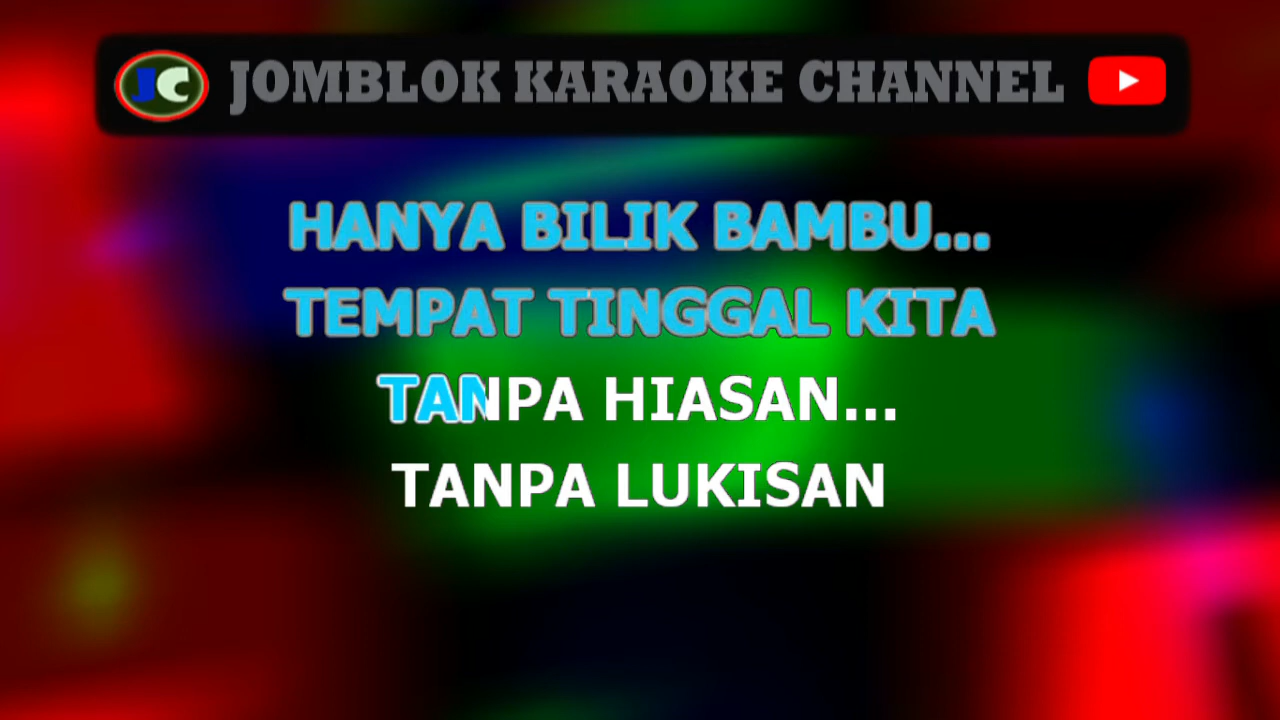 JC JOMBLOK KARAOKE CHANNEL
HANYA BILIK BAMBU...
TEMPAT TINGGAL KITA
TANPA HIASAN...
TANPA LUKISAN